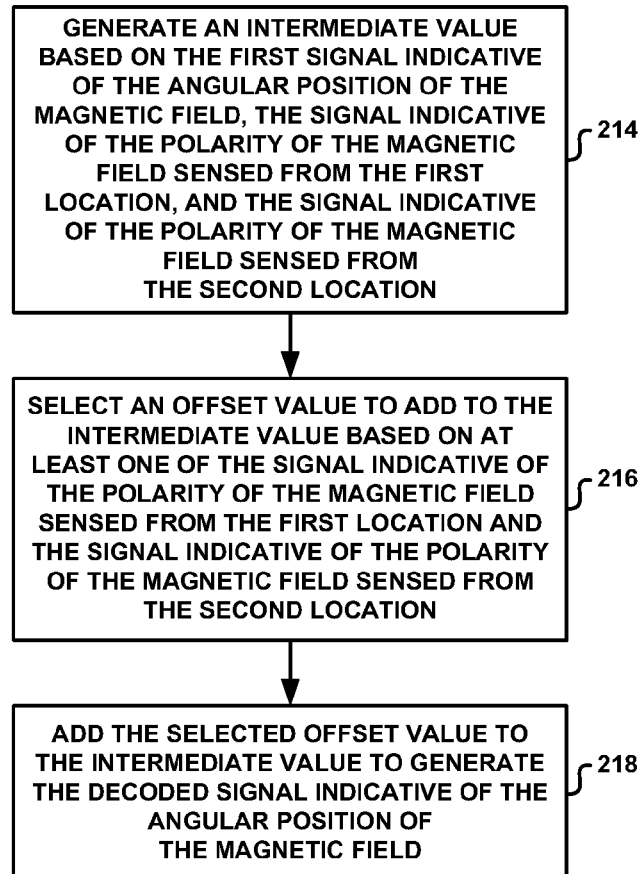 GENERATE AN INTERMEDIATE VALUE
BASED ON THE FIRST SIGNAL INDICATIVE
OF THE ANGULAR POSITION OF THE
MAGNETIC FIELD, THE SIGNAL INDICATIVE
OF THE POLARITY OF THE MAGNETIC
FIELD SENSED FROM THE FIRST
LOCATION, AND THE SIGNAL INDICATIVE
OF THE POLARITY OF THE MAGNETIC
FIELD SENSED FROM
THE SECOND LOCATION
214
SELECT AN OFFSET VALUE TO ADD TO THE
INTERMEDIATE VALUE BASED ON AT
LEAST ONE OF THE SIGNAL INDICATIVE OF
THE POLARITY OF THE MAGNETIC FIELD
SENSED FROM THE FIRST LOCATION AND
THE SIGNAL INDICATIVE OF THE POLARITY
OF THE MAGNETIC FIELD SENSED FROM
THE SECOND LOCATION
216
ADD THE SELECTED OFFSET VALUE TO
THE INTERMEDIATE VALUE TO GENERATE
THE DECODED SIGNAL INDICATIVE OF THE
ANGULAR POSITION OF
THE MAGNETIC FIELD
218